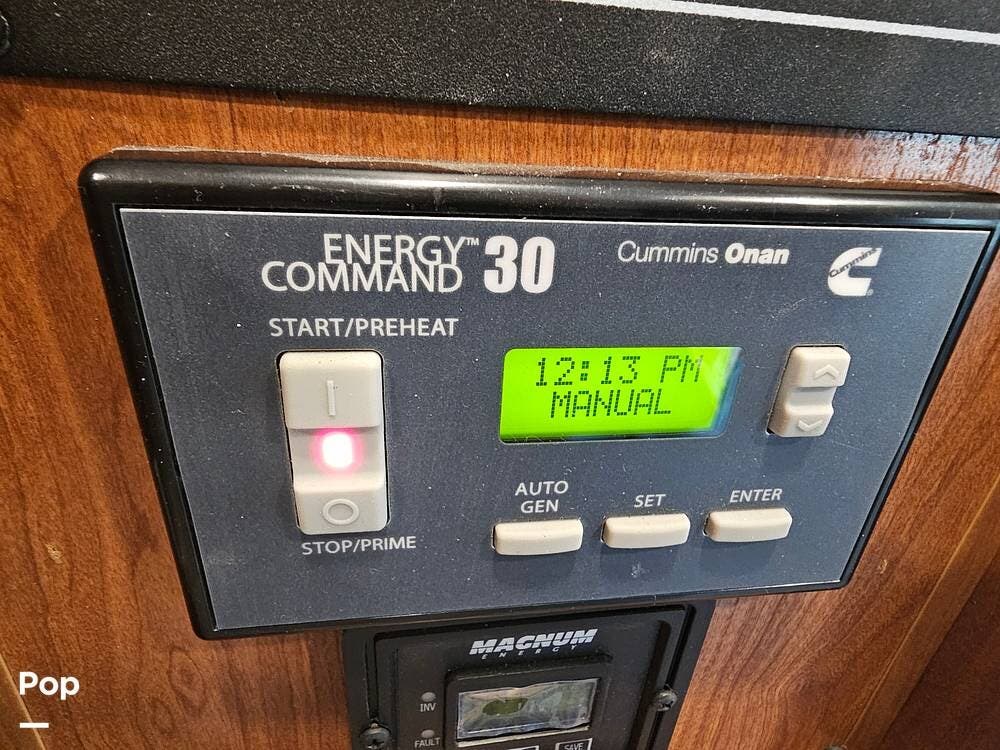 ENERGY™
COMMAND 30
Cummins Onan
Cummins
START/PREHEAT
12:13 PM
MANUAL
AUTO
GEN
SET
ENTER
STOP/PRIME
MAGNUM
ENERGY
INV
FAULT
SAVE
Pop